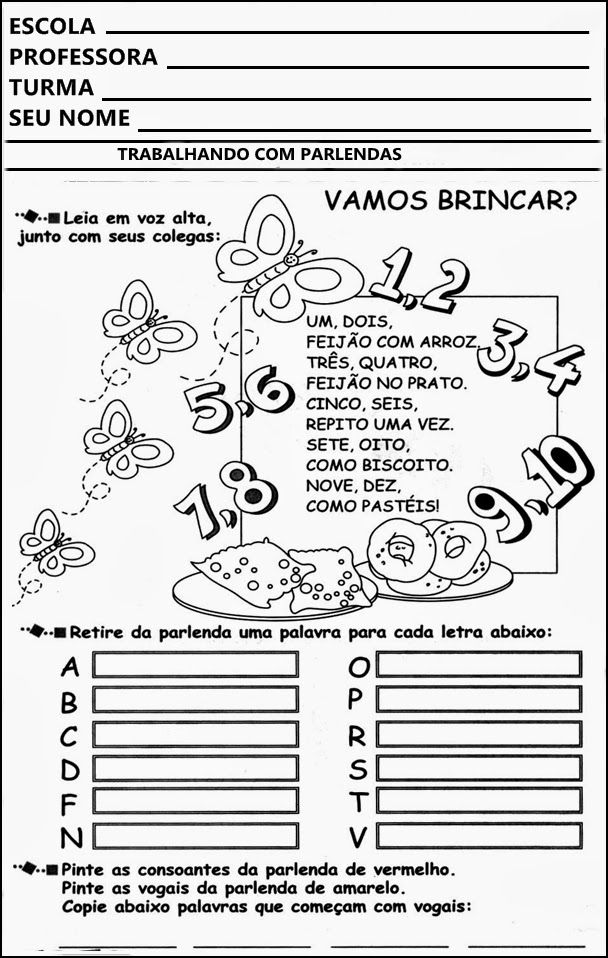 ESCOLA
PROFESSORA
TURMA
SEU NOME
TRABALHANDO COM PARLENDAS
VAMOS BRINCAR?
Leia em voz alta,
junto com seus colegas:
1,2
3,4
5,6
7,8
9,10
UM, DOIS,
FEIJÃO COM ARROZ.
TRÊS, QUATRO,
FEIJÃO NO PRATO.
CINCO, SEIS,
REPITO UMA VEZ.
SETE, OITO,
COMO BISCOITO.
NOVE, DEZ,
COMO PASTÉIS!
Retire da parlenda uma palavra para cada letra abaixo:
A
B
C
D
F
N
O
P
R
S
T
V
Pinte as consoantes da parlenda de vermelho.
Pinte as vogais da parlenda de amarelo.
Copie abaixo palavras que começam com vogais: